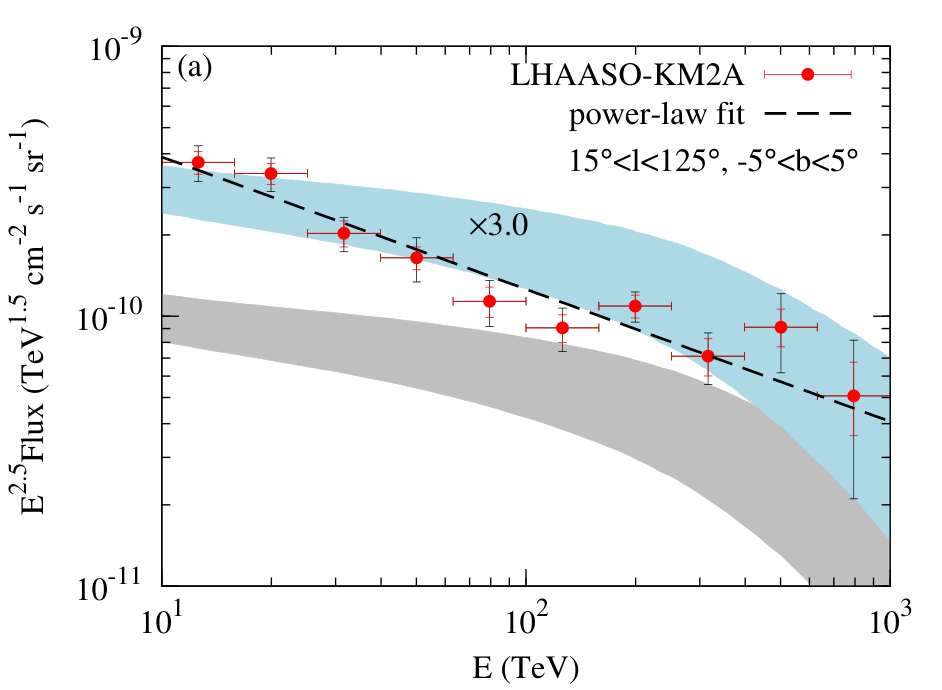 10^-9
(a)
LHAASO-KM2A
power-law fit
15°<l<125°, -5°<b<5°
×3.0
10^-10
E^2.5Flux (TeV^1.5 cm^-2 s^-1 sr^-1)
10^-11
10^1
10^2
10^3
E (TeV)